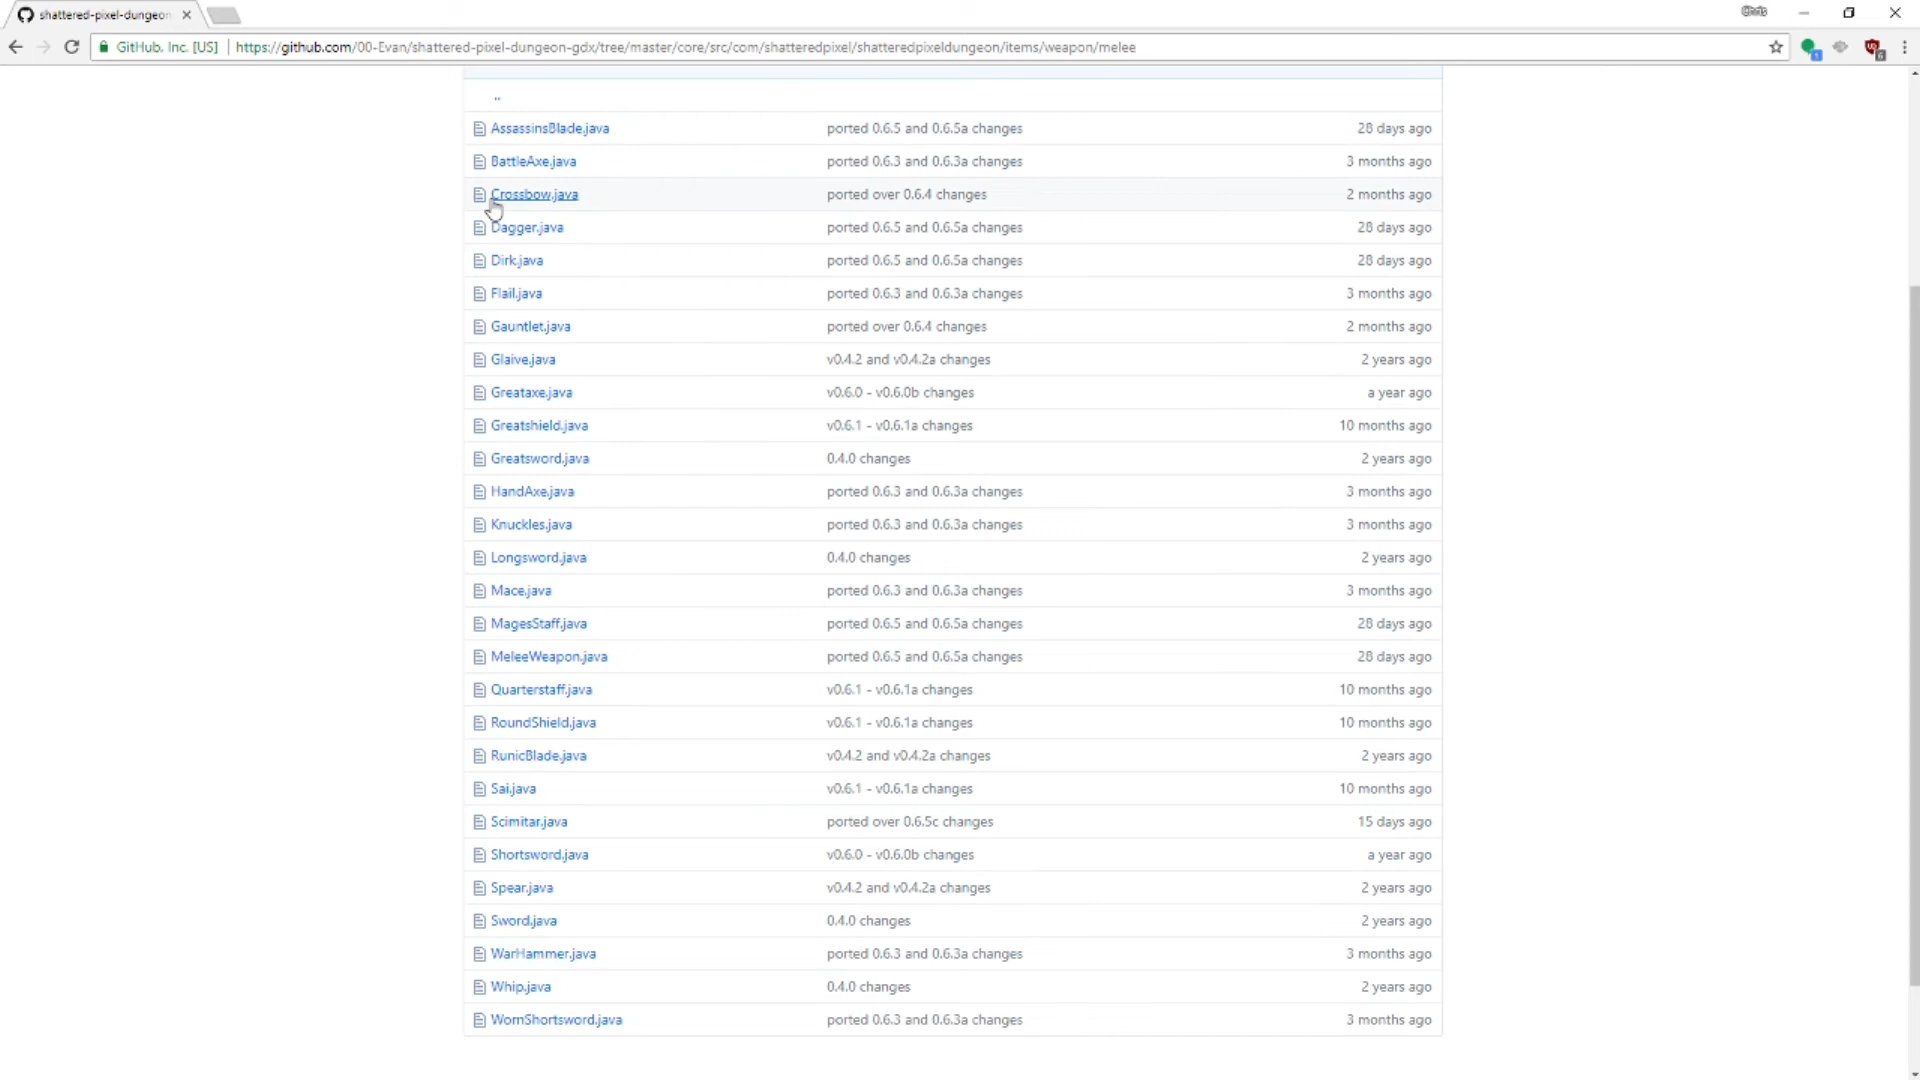 shattered-pixel-dungeon
Chris
GitHub, Inc. [US] https://github.com/00-Evan/shattered-pixel-dungeon-gdx/tree/master/core/src/com/shatteredpixel/shatteredpixeldungeon/items/weapon/melee
..
AssassinsBlade.java ported 0.6.5 and 0.6.5a changes 28 days ago
BattleAxe.java ported 0.6.3 and 0.6.3a changes 3 months ago
Crossbow.java ported over 0.6.4 changes 2 months ago
Dagger.java ported 0.6.5 and 0.6.5a changes 28 days ago
Dirk.java ported 0.6.5 and 0.6.5a changes 28 days ago
Flail.java ported 0.6.3 and 0.6.3a changes 3 months ago
Gauntlet.java ported over 0.6.4 changes 2 months ago
Glaive.java v0.4.2 and v0.4.2a changes 2 years ago
Greataxe.java v0.6.0 - v0.6.0b changes a year ago
Greatshield.java v0.6.1 - v0.6.1a changes 10 months ago
Greatsword.java 0.4.0 changes 2 years ago
HandAxe.java ported 0.6.3 and 0.6.3a changes 3 months ago
Knuckles.java ported 0.6.3 and 0.6.3a changes 3 months ago
Longsword.java 0.4.0 changes 2 years ago
Mace.java ported 0.6.3 and 0.6.3a changes 3 months ago
MagesStaff.java ported 0.6.5 and 0.6.5a changes 28 days ago
MeleeWeapon.java ported 0.6.5 and 0.6.5a changes 28 days ago
Quarterstaff.java v0.6.1 - v0.6.1a changes 10 months ago
RoundShield.java v0.6.1 - v0.6.1a changes 10 months ago
RunicBlade.java v0.4.2 and v0.4.2a changes 2 years ago
Sai.java v0.6.1 - v0.6.1a changes 10 months ago
Scimitar.java ported over 0.6.5c changes 15 days ago
Shortsword.java v0.6.0 - v0.6.0b changes a year ago
Spear.java v0.4.2 and v0.4.2a changes 2 years ago
Sword.java 0.4.0 changes 2 years ago
WarHammer.java ported 0.6.3 and 0.6.3a changes 3 months ago
Whip.java 0.4.0 changes 2 years ago
WornShortsword.java ported 0.6.3 and 0.6.3a changes 3 months ago